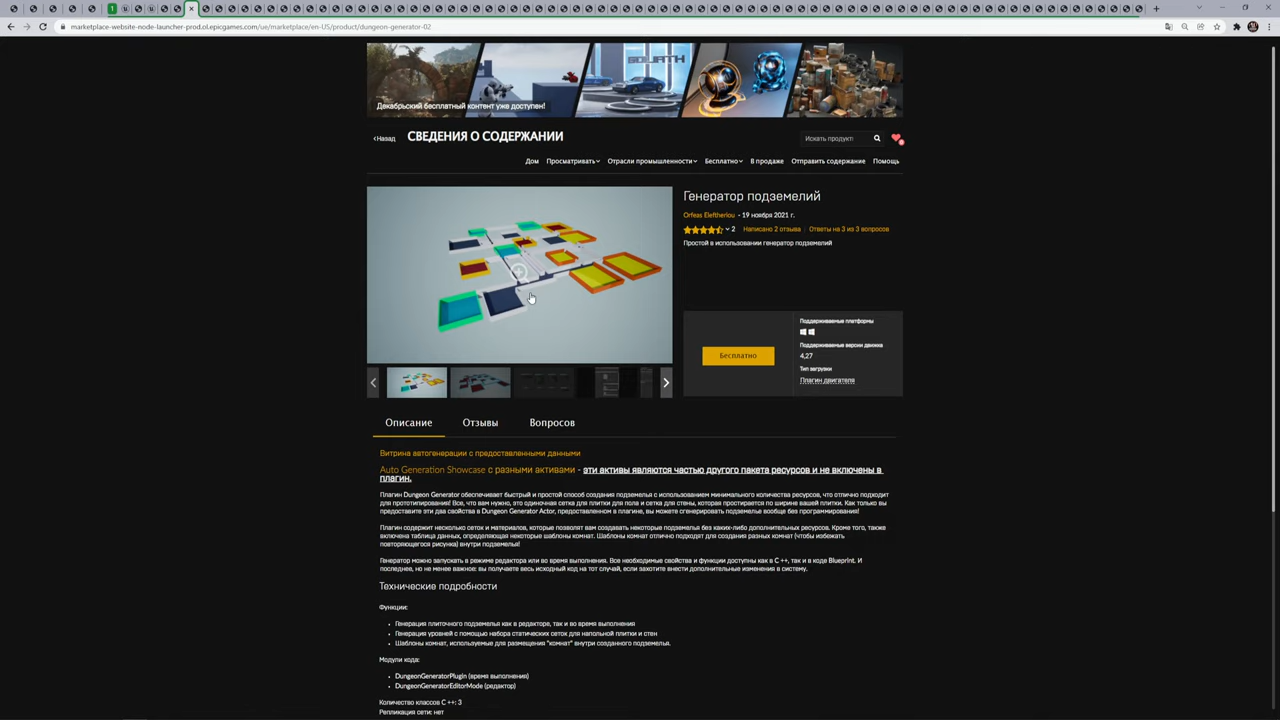 1
marketplace-website-node-launcher-prod.ol.epicgames.com/ue/marketplace/en-US/product/dungeon-generator-02
GOLIATH
Декабрьский бесплатный контент уже доступен!
Назад
СВЕДЕНИЯ О СОДЕРЖАНИИ
Искать продукт
Дом Просматривать Отрасли промышленности Бесплатно В продаже Отправить содержание Помощь
Генератор подземелий
Orfeas Eleftheriou - 19 ноября 2021 г.
2 Написано 2 отзыва Ответы на 3 из 3 вопросов
Простой в использовании генератор подземелий
Бесплатно
Поддерживаемые платформы
Поддерживаемые версии движка
4,27
Тип загрузки
Плагин двигателя
Описание Отзывы Вопросов
Витрина автогенерации с предоставленными данными
Auto Generation Showcase с разными активами - эти активы являются частью другого пакета ресурсов и не включены в
плагин.
Плагин Dungeon Generator обеспечивает быстрый и простой способ создания подземелья с использованием минимального количества ресурсов, что отлично подходит
для прототипирования! Все, что вам нужно, это одиночная сетка для плитки для пола и сетка для стены, которая простирается по ширине вашей плитки. Как только вы
предоставите эти два свойства в Dungeon Generator Actor, предоставленном в плагине, вы можете сгенерировать подземелье вообще без программирования!
Плагин содержит несколько сеток и материалов, которые позволят вам создавать некоторые подземелья без каких-либо дополнительных ресурсов. Кроме того, также
включена таблица данных, определяющая некоторые шаблоны комнат. Шаблоны комнат отлично подходят для создания разных комнат (чтобы избежать
повторяющегося рисунка) внутри подземелья!
Генератор можно запускать в режиме редактора или во время выполнения. Все необходимые свойства и функции доступны как в C ++, так и в коде Blueprint. И
последнее, но не менее важное: вы получаете весь исходный код на тот случай, если захотите внести дополнительные изменения в систему.
Технические подробности
Функции:
Генерация плиточного подземелья как в редакторе, так и во время выполнения
Генерация уровней с помощью набора статических сеток для напольной плитки и стен
Шаблоны комнат, используемые для размещения "комнат" внутри созданного подземелья.
Модули кода:
DungeonGeneratorPlugin (время выполнения)
DungeonGeneratorEditorMode (редактор)
Количество классов C ++: 3
Репликация сети: нет